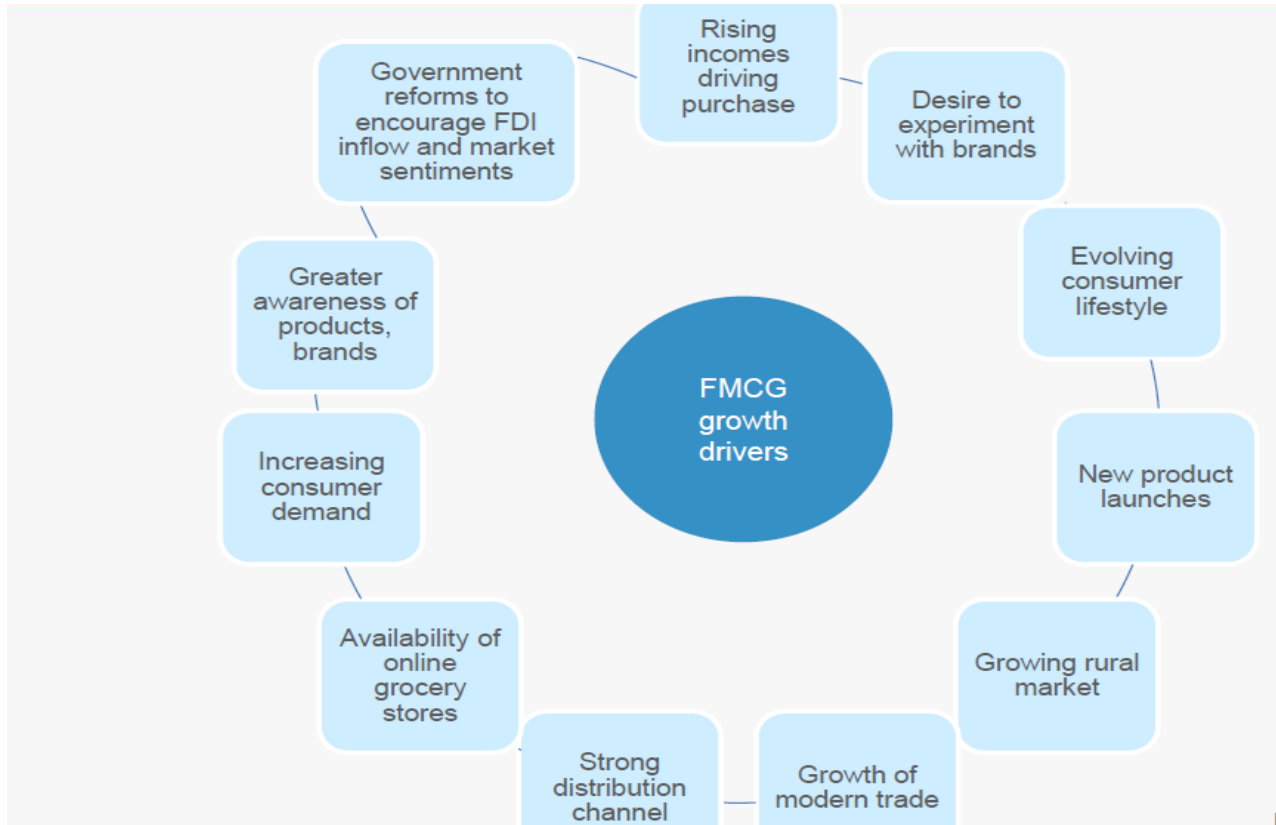 Rising
incomes
driving
purchase
Desire to
experiment
with brands
Evolving
consumer
lifestyle
New product
launches
Growing rural
market
Growth of
modern trade
Strong
distribution
channel
Availability of
online
grocery
stores
Increasing
consumer
demand
Greater
awareness of
products,
brands
Government
reforms to
encourage FDI
inflow and market
sentiments
FMCG
growth
drivers